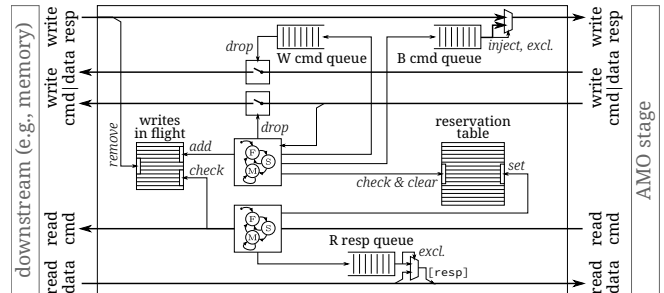 downstream (e.g., memory)
write resp
write data
write cmd
read cmd
read data
drop
W cmd queue
B cmd queue
inject, excl.
drop
writes
in flight
remove
add
check
F
S
M
reservation
table
check & clear
set
F
S
M
R resp queue
excl.
[resp]
write resp
write data
write cmd
read cmd
read data
AMO stage